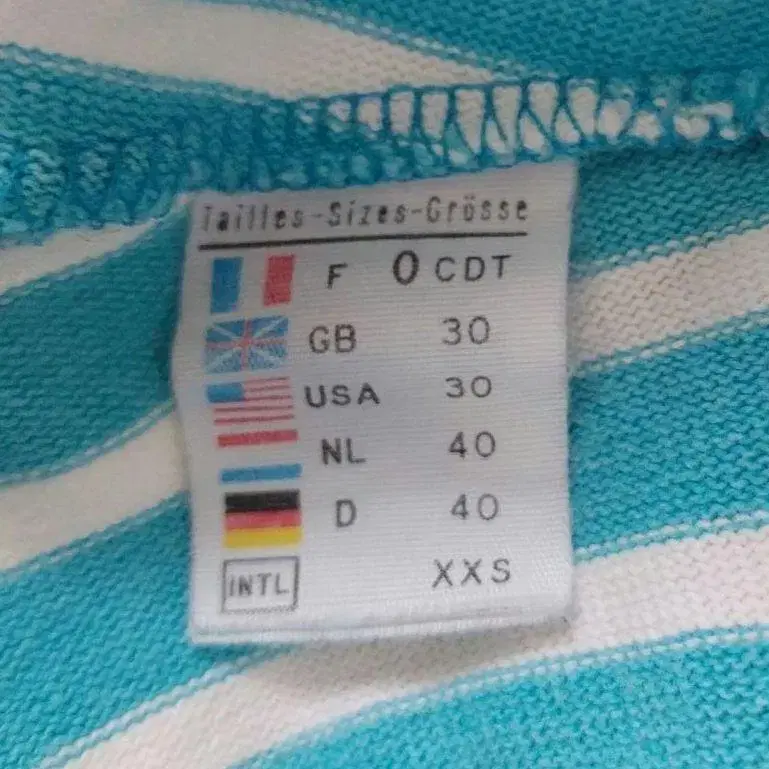 Tailles-Sizes-Grösse
F 0 CDT
GB 30
USA 30
NL 40
D 40
INTL XXS